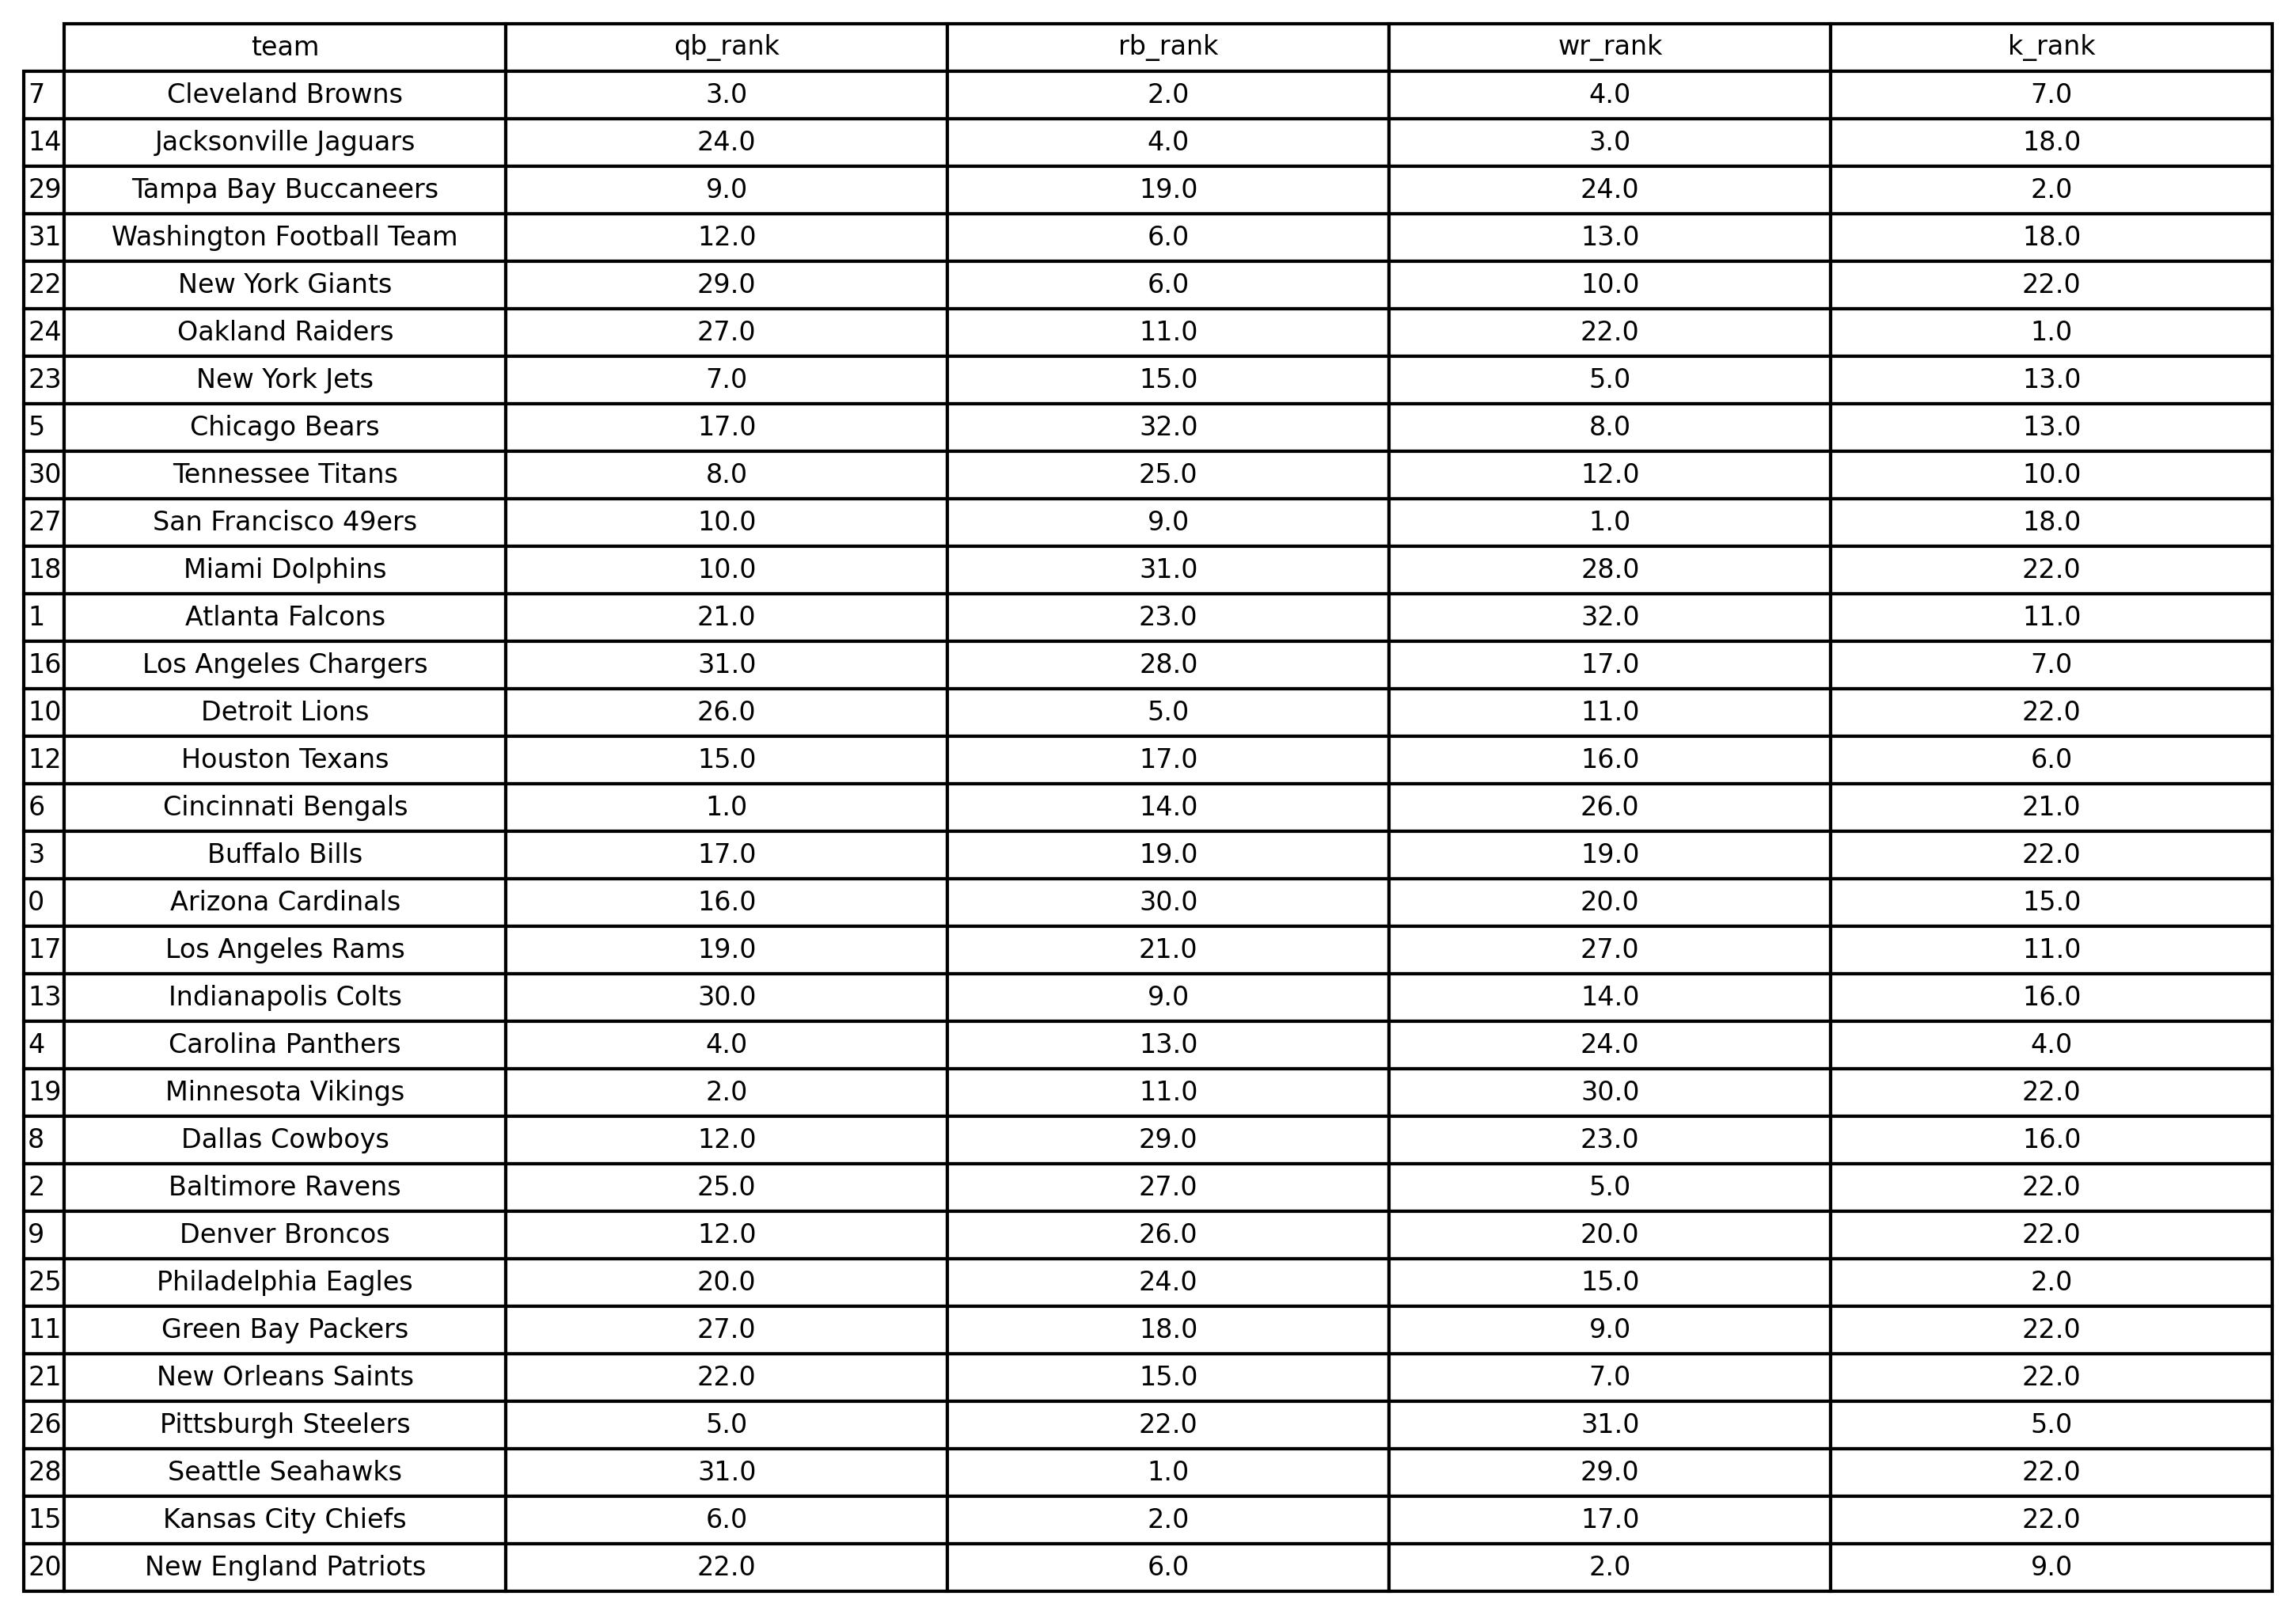 team qb_rank rb_rank wr_rank k_rank
7 Cleveland Browns 3.0 2.0 4.0 7.0
14 Jacksonville Jaguars 24.0 4.0 3.0 18.0
29 Tampa Bay Buccaneers 9.0 19.0 24.0 2.0
31 Washington Football Team 12.0 6.0 13.0 18.0
22 New York Giants 29.0 6.0 10.0 22.0
24 Oakland Raiders 27.0 11.0 22.0 1.0
23 New York Jets 7.0 15.0 5.0 13.0
5 Chicago Bears 17.0 32.0 8.0 13.0
30 Tennessee Titans 8.0 25.0 12.0 10.0
27 San Francisco 49ers 10.0 9.0 1.0 18.0
18 Miami Dolphins 10.0 31.0 28.0 22.0
1 Atlanta Falcons 21.0 23.0 32.0 11.0
16 Los Angeles Chargers 31.0 28.0 17.0 7.0
10 Detroit Lions 26.0 5.0 11.0 22.0
12 Houston Texans 15.0 17.0 16.0 6.0
6 Cincinnati Bengals 1.0 14.0 26.0 21.0
3 Buffalo Bills 17.0 19.0 19.0 22.0
0 Arizona Cardinals 16.0 30.0 20.0 15.0
17 Los Angeles Rams 19.0 21.0 27.0 11.0
13 Indianapolis Colts 30.0 9.0 14.0 16.0
4 Carolina Panthers 4.0 13.0 24.0 4.0
19 Minnesota Vikings 2.0 11.0 30.0 22.0
8 Dallas Cowboys 12.0 29.0 23.0 16.0
2 Baltimore Ravens 25.0 27.0 5.0 22.0
9 Denver Broncos 12.0 26.0 20.0 22.0
25 Philadelphia Eagles 20.0 24.0 15.0 2.0
11 Green Bay Packers 27.0 18.0 9.0 22.0
21 New Orleans Saints 22.0 15.0 7.0 22.0
26 Pittsburgh Steelers 5.0 22.0 31.0 5.0
28 Seattle Seahawks 31.0 1.0 29.0 22.0
15 Kansas City Chiefs 6.0 2.0 17.0 22.0
20 New England Patriots 22.0 6.0 2.0 9.0